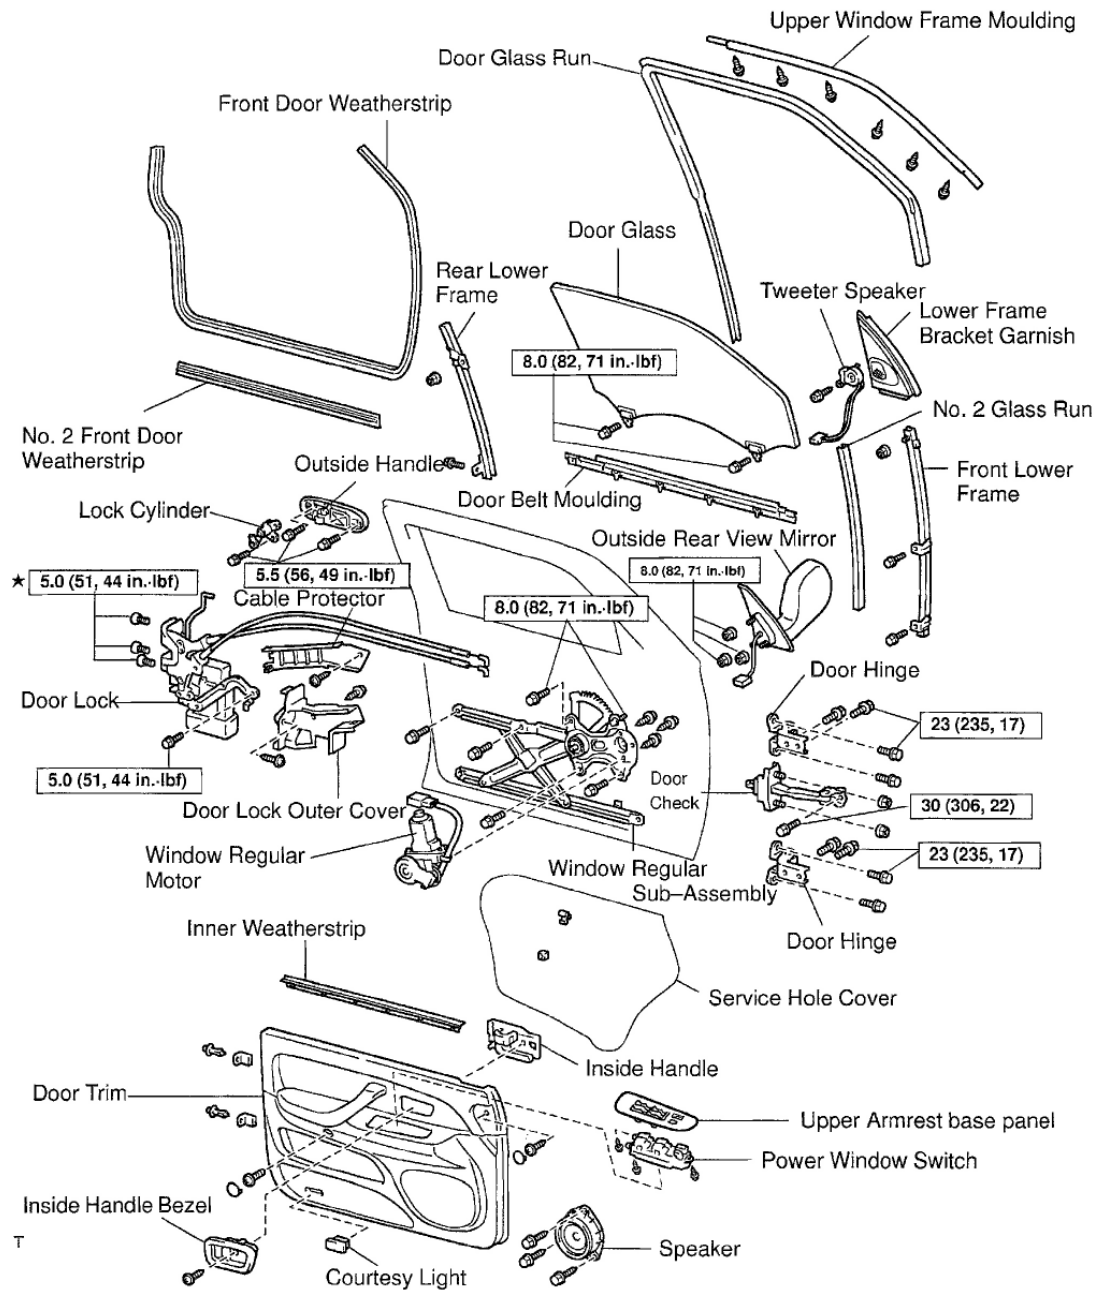 Upper Window Frame Moulding
Door Glass Run
Front Door Weatherstrip
Door Glass
Rear Lower
Frame
Tweeter Speaker
Lower Frame
Bracket Garnish
8.0 (82, 71 in.·lbf)
No. 2 Glass Run
No. 2 Front Door
Weatherstrip
Outside Handle
Front Lower
Frame
Door Belt Moulding
Lock Cylinder
Outside Rear View Mirror
★ 5.0 (51, 44 in.·lbf)
5.5 (56, 49 in.·lbf)
8.0 (82, 71 in.·lbf)
Cable Protector
8.0 (82, 71 in.·lbf)
Door Hinge
Door Lock
23 (235, 17)
5.0 (51, 44 in.·lbf)
Door
Check
30 (306, 22)
Door Lock Outer Cover
Window Regular
Motor
23 (235, 17)
Window Regular
Sub–Assembly
Door Hinge
Inner Weatherstrip
Service Hole Cover
Inside Handle
Door Trim
Upper Armrest base panel
Power Window Switch
Inside Handle Bezel
T
Speaker
Courtesy Light